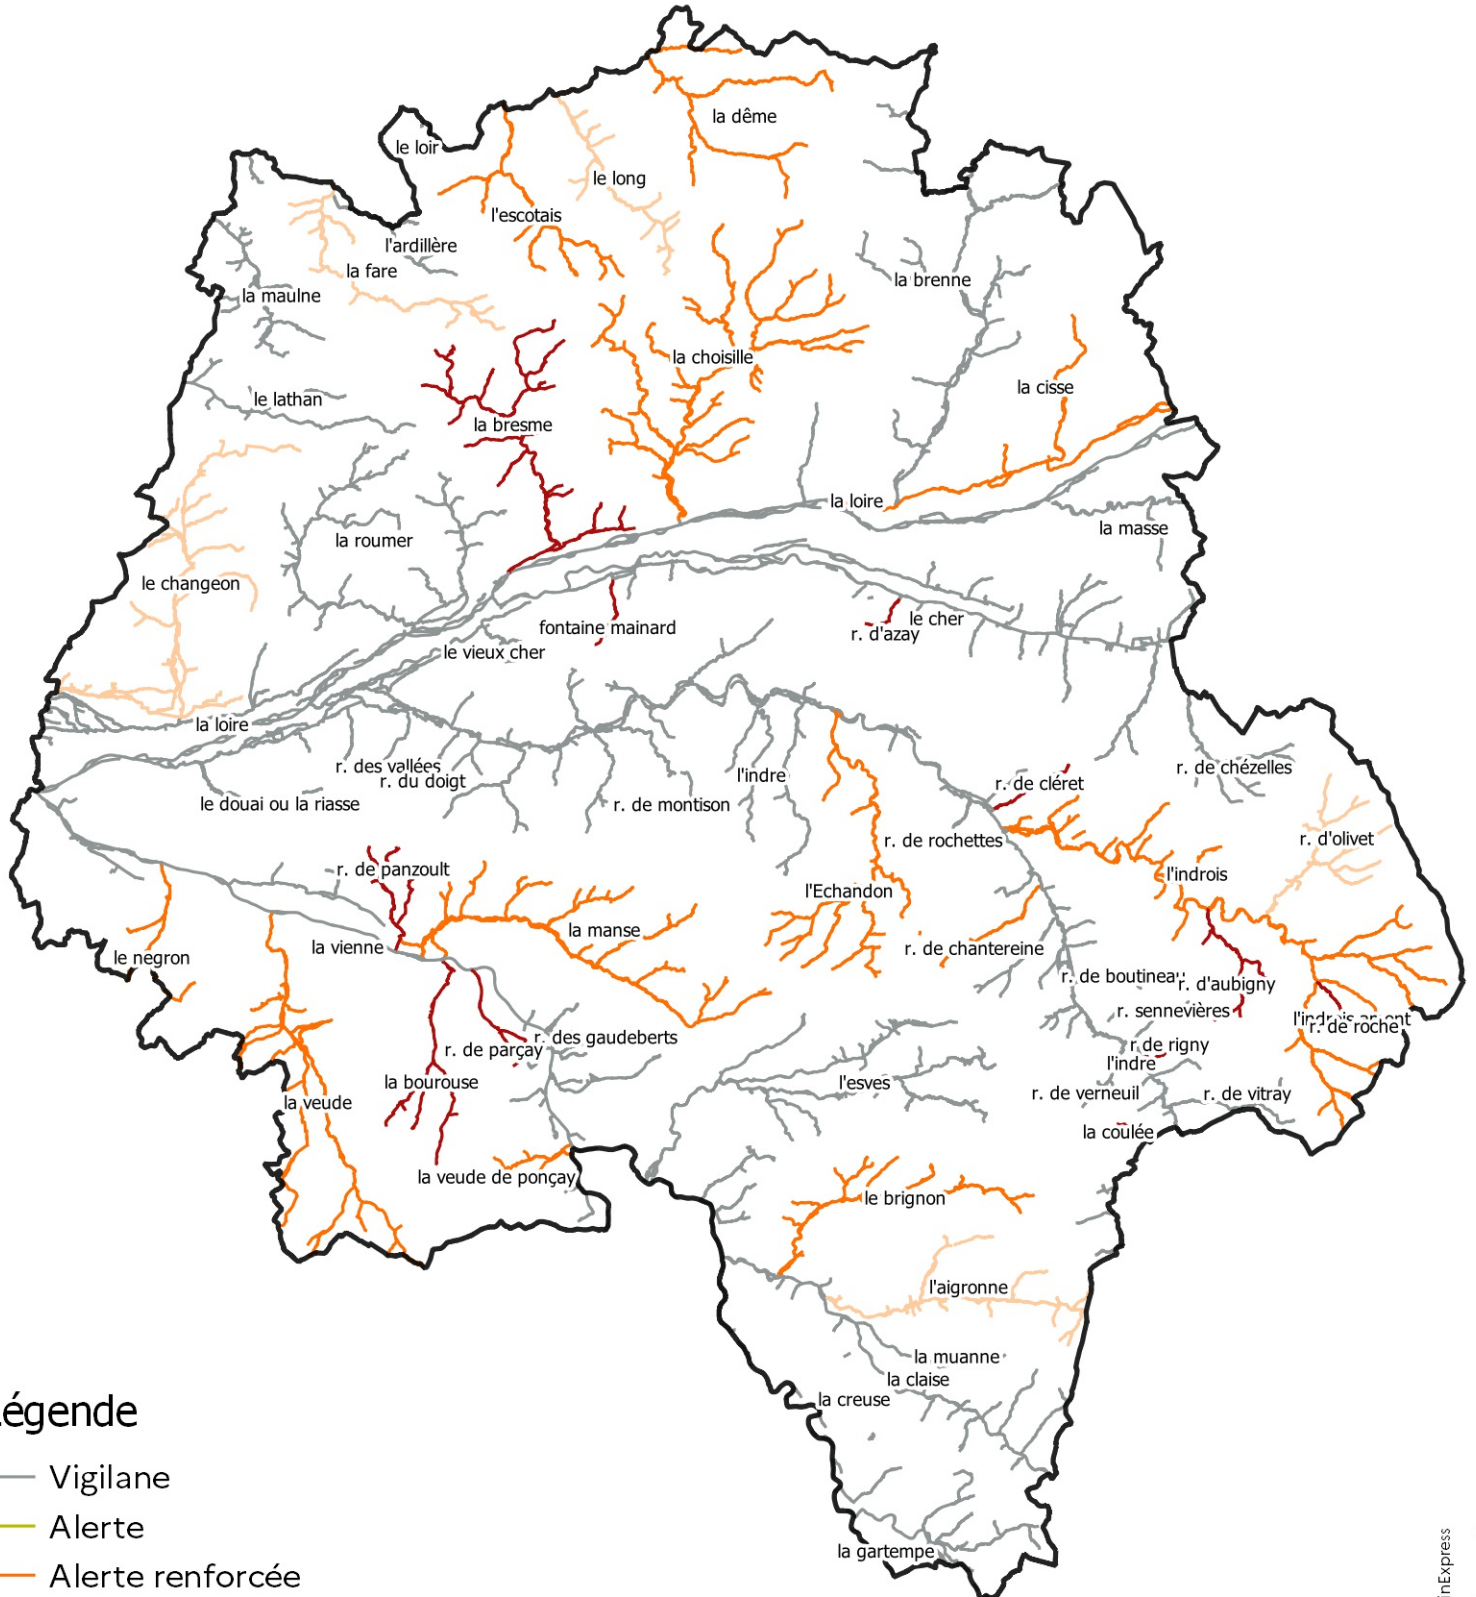 la dême
le loir
le long
l'escotais
l'ardillère
la fare
la brenne
la maulne
la choisille
la cisse
le lathan
la bresme
la loire
la masse
la roumer
le changeon
fontaine mainard
le cher
r. d'azay
le vieux cher
la loire
r. des vallées
r. du doigt
l'indre
r. de chézelles
r. de cléret
le douai ou la riasse
r. de montison
r. de rochettes
r. d'olivet
r. de panzoult
l'indrois
l'Echandon
la manse
la vienne
r. de chantereine
le négron
r. de boutineau
r. d'aubigny
r. sennevières
l'indrois amont
r. de roche
r. des gaudeberts
r. de parçay
r de rigny
l'indre
la bourouse
l'esves
r. de verneuil
r. de vitray
la veude
la coulée
la veude de ponçay
le brignon
l'aigronne
la muanne
la claise
la creuse
égende
Vigilane
Alerte
Alerte renforcée
la gartempe
inExpress